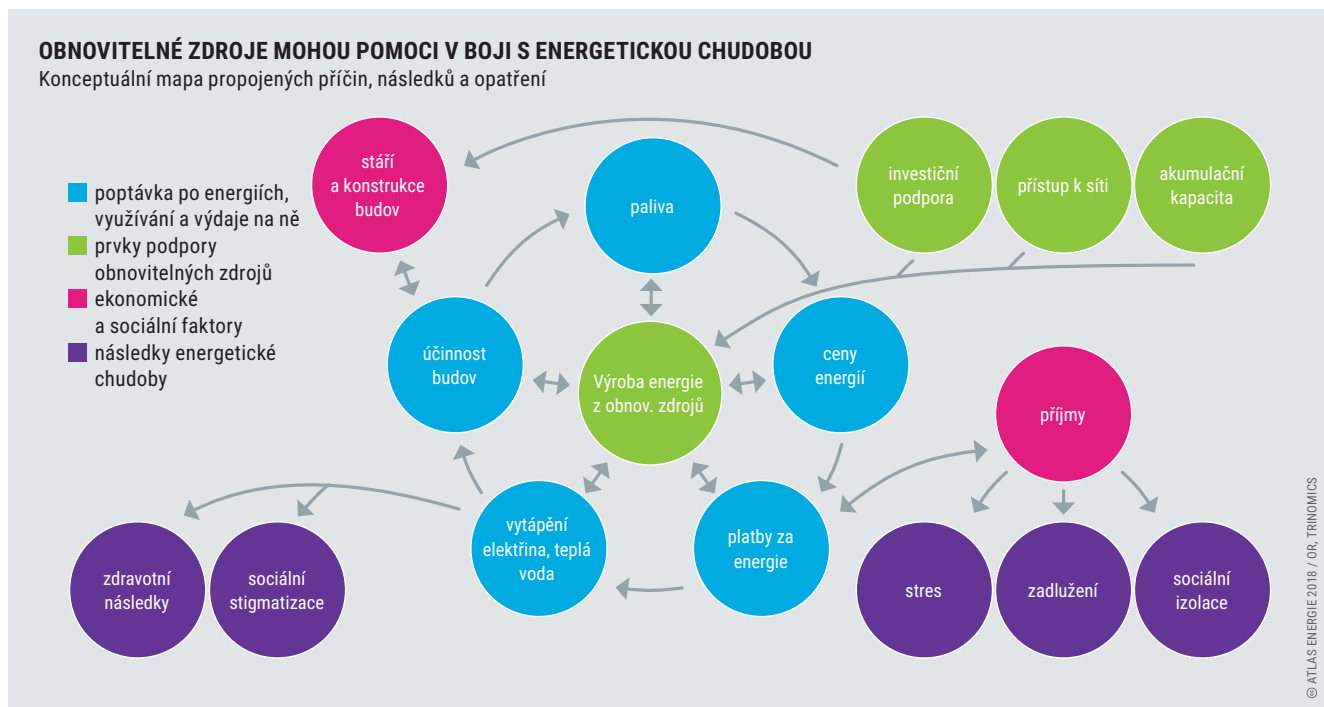 OBNOVITELNÉ ZDROJE MOHOU POMOCI V BOJI S ENERGETICKOU CHUDOBOU
Konceptuální mapa propojených příčin, následků a opatření
poptávka po energiích,
využívání a výdaje na ně
prvky podpory
obnovitelných zdrojů
ekonomické
a sociální faktory
následky energetické
chudoby
stáří
a konstrukce
budov
paliva
investiční
podpora
přístup k síti
akumulační
kapacita
účinnost
budov
Výroba energie
z obnov. zdrojů
ceny
energií
příjmy
vytápění
elektřina, teplá
voda
platby za
energie
zdravotní
následky
sociální
stigmatizace
stres
zadlužení
sociální
izolace
🄯 ATLAS ENERGIE 2018 / OR, TRINOMICS